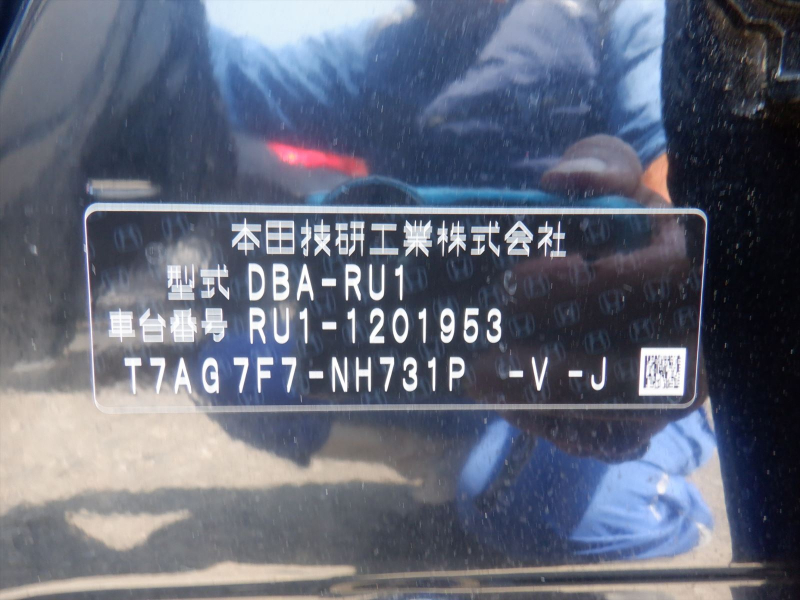 本田技研工業株式会社
型式 DBA-RU1
車台番号 RU1-1201953
T7AG7F7-NH731P -V-J